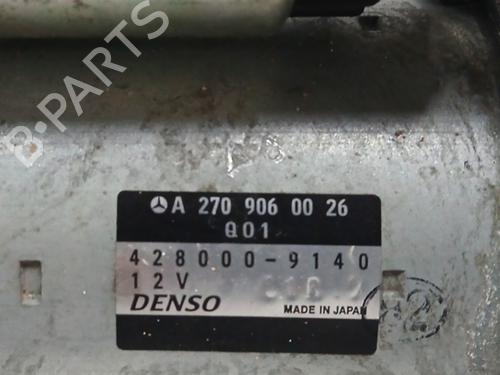 B-PARTS
A 270 906 00 26
Q01
428000-9140
12V
DENSO
MADE IN JAPAN